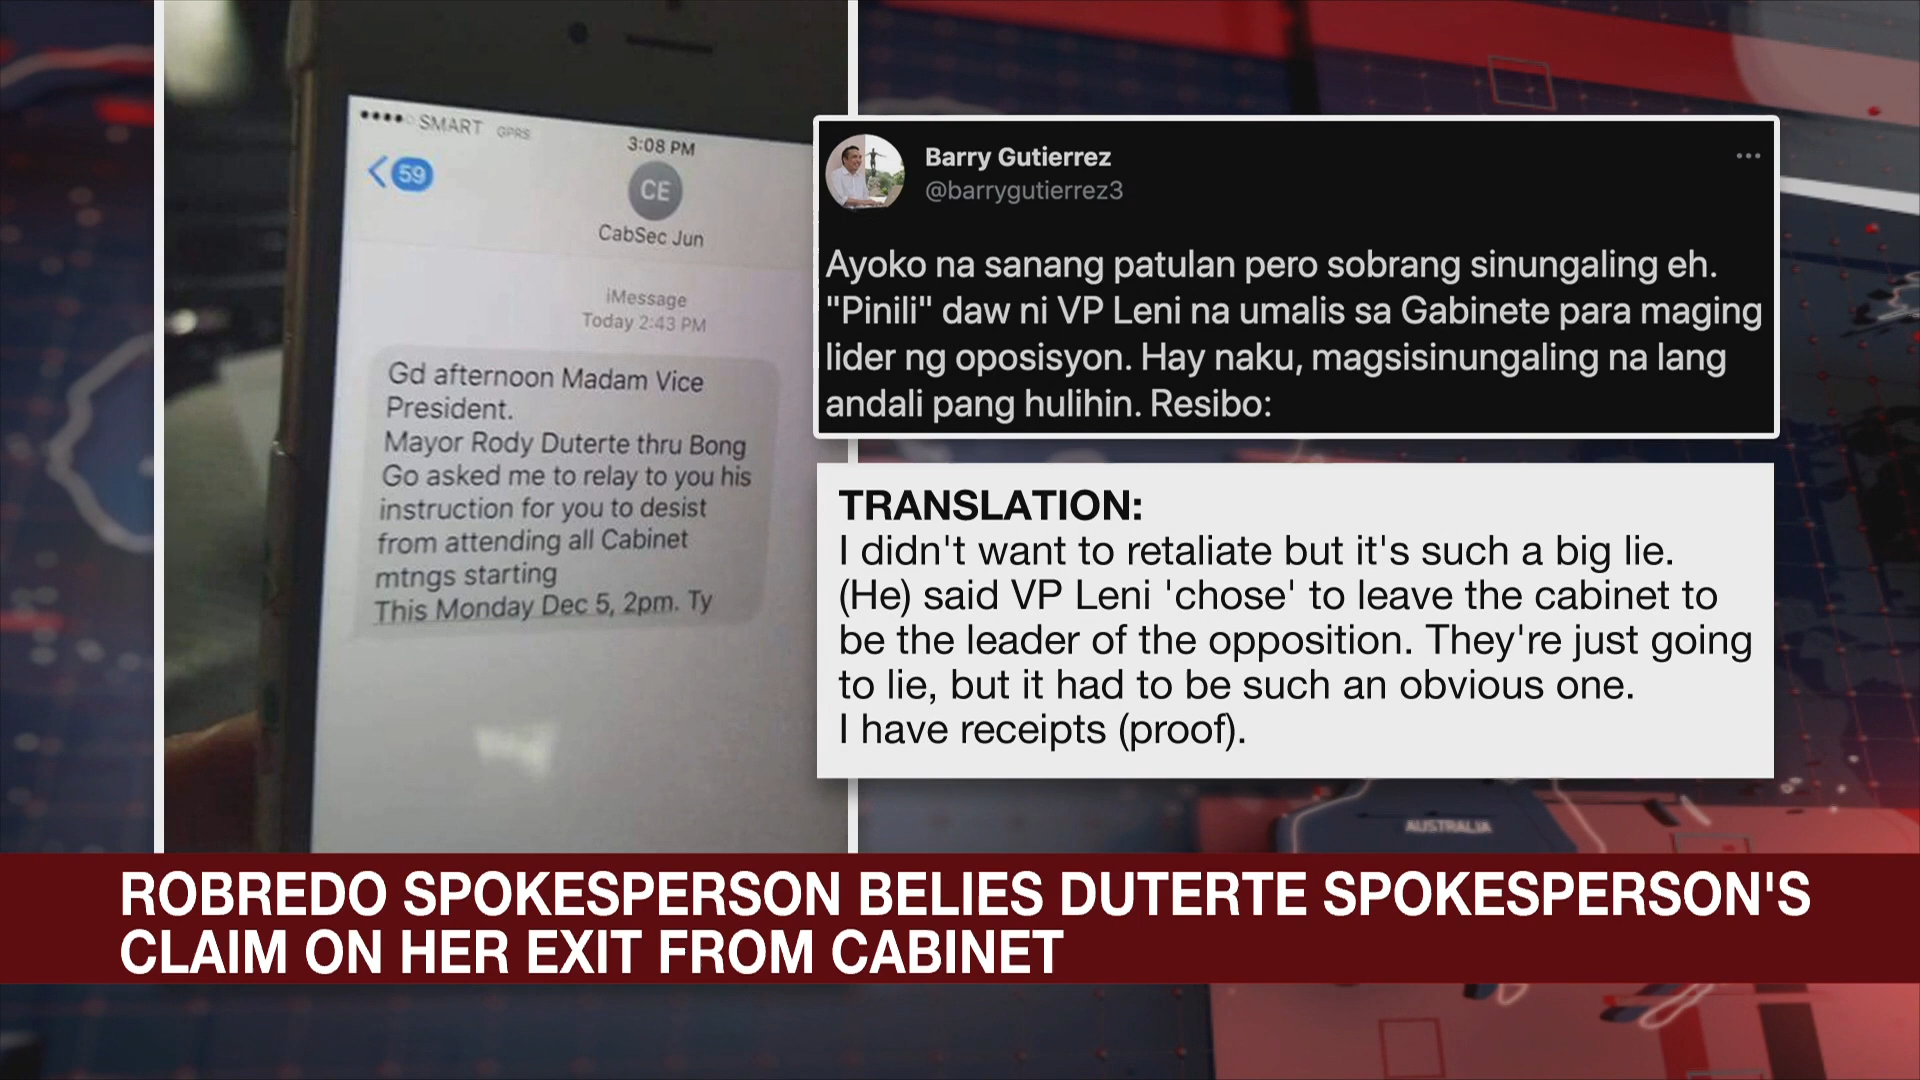 SMART GPRS
3:08 PM
59
CE
CabSec Jun
iMessage
Today 2:43 PM
Gd afternoon Madam Vice
President.
Mayor Rody Duterte thru Bong
Go asked me to relay to you his
instruction for you to desist
from attending all Cabinet
mtngs starting
This Monday Dec 5, 2pm. Ty
Barry Gutierrez
@barrygutierrez3
Ayoko na sanang patulan pero sobrang sinungaling eh.
"Pinili" daw ni VP Leni na umalis sa Gabinete para maging
lider ng oposisyon. Hay naku, magsisinungaling na lang
andali pang hulihin. Resibo:
TRANSLATION:
I didn't want to retaliate but it's such a big lie.
(He) said VP Leni 'chose' to leave the cabinet to
be the leader of the opposition. They're just going
to lie, but it had to be such an obvious one.
I have receipts (proof).
AUSTRALIA
ROBREDO SPOKESPERSON BELIES DUTERTE SPOKESPERSON'S
CLAIM ON HER EXIT FROM CABINET